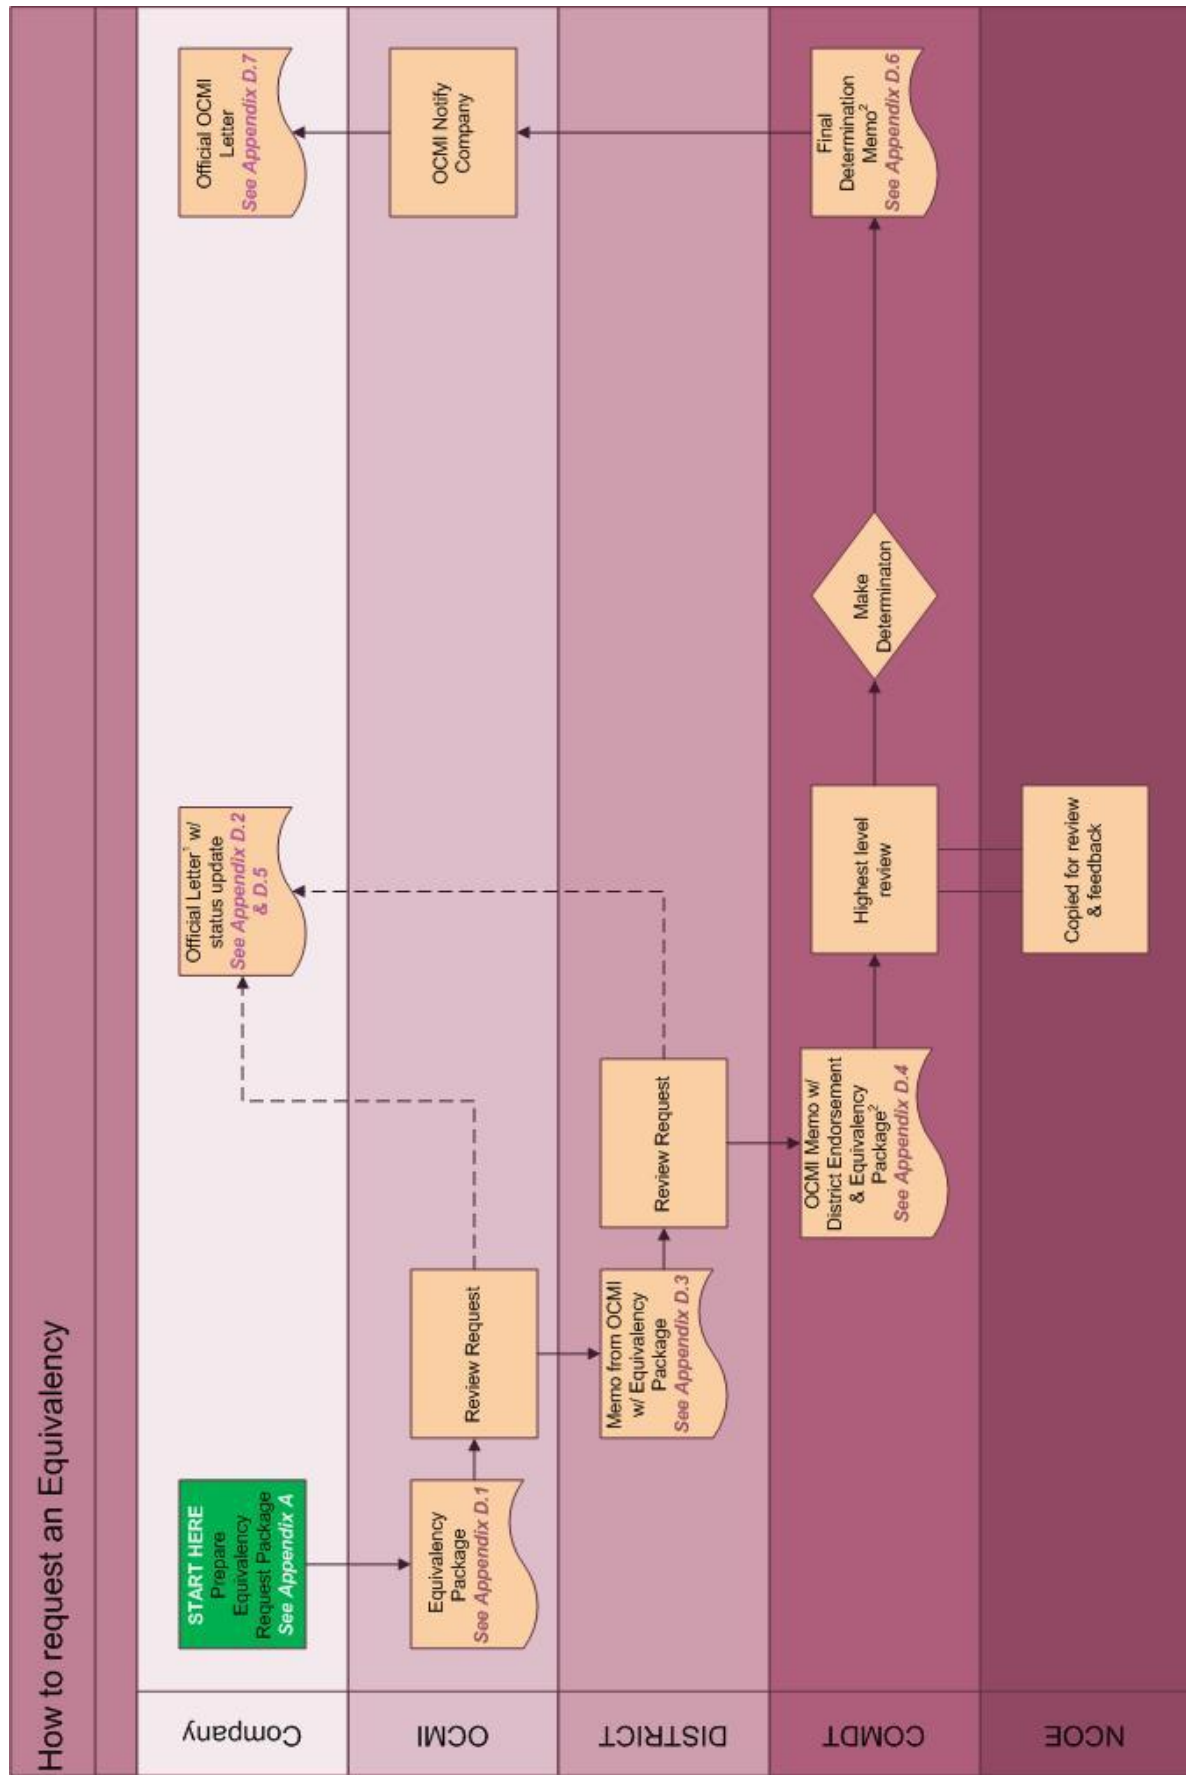 How to request an Equivalency
Company
START HERE
Prepare
Equivalency
Request Package
See Appendix A
Official Letter¹ w/
status update
See Appendix D.2
& D.5
Official OCMI
Letter
See Appendix D.7
OCMI
Equivalency
Package
See Appendix D.1
Review Request
OCMI Notify
Company
DISTRICT
Memo from OCMI
w/ Equivalency
Package
See Appendix D.3
Review Request
COMDT
OCMI Memo w/
District Endorsement
& Equivalency
Package²
See Appendix D.4
Highest level
review
Make
Determinaton
Final
Determination
Memo²
See Appendix D.6
NCOE
Copied for review
& feedback